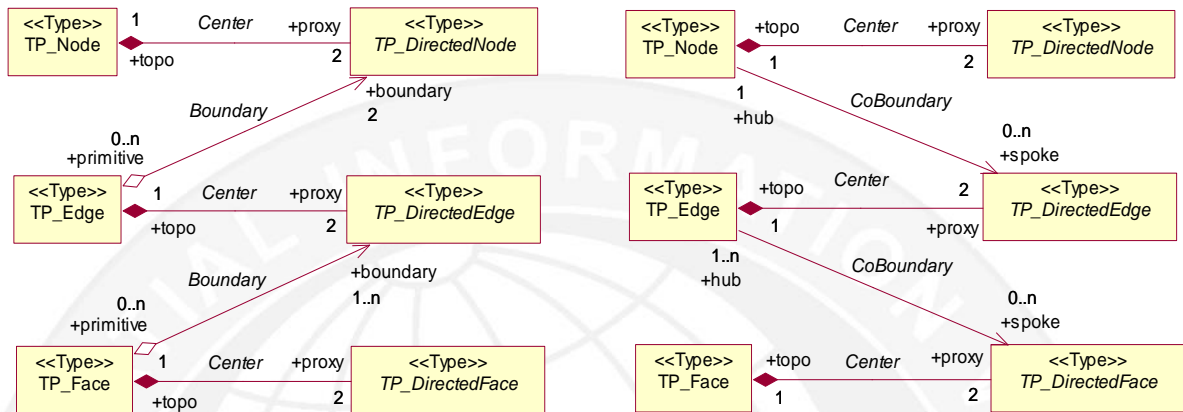 <<Type>>
TP_Node
1
Center
+proxy
+topo
2
<<Type>>
TP_DirectedNode
Boundary
+boundary
2
0..n
+primitive
<<Type>>
TP_Edge
1
Center
+proxy
+topo
2
<<Type>>
TP_DirectedEdge
Boundary
+boundary
1..n
0..n
+primitive
<<Type>>
TP_Face
1
Center
+proxy
+topo
2
<<Type>>
TP_DirectedFace
<<Type>>
TP_Node
+topo
1
Center
+proxy
2
<<Type>>
TP_DirectedNode
1
+hub
CoBoundary
0..n
+spoke
<<Type>>
TP_Edge
+topo
1
Center
2
+proxy
<<Type>>
TP_DirectedEdge
1..n
+hub
CoBoundary
0..n
+spoke
<<Type>>
TP_Face
+topo
1
Center
+proxy
2
<<Type>>
TP_DirectedFace
IAL INFORMATION